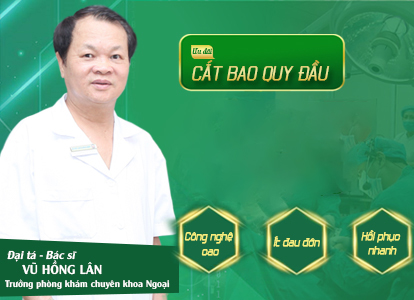 Ưu đãi
CẮT BAO QUY ĐẦU
Công nghệ
cao
Ít đau đớn
Hồi phục
nhanh
Đại tá - Bác sĩ
VŨ HỒNG LÂN
Trưởng phòng khám chuyên khoa Ngoại